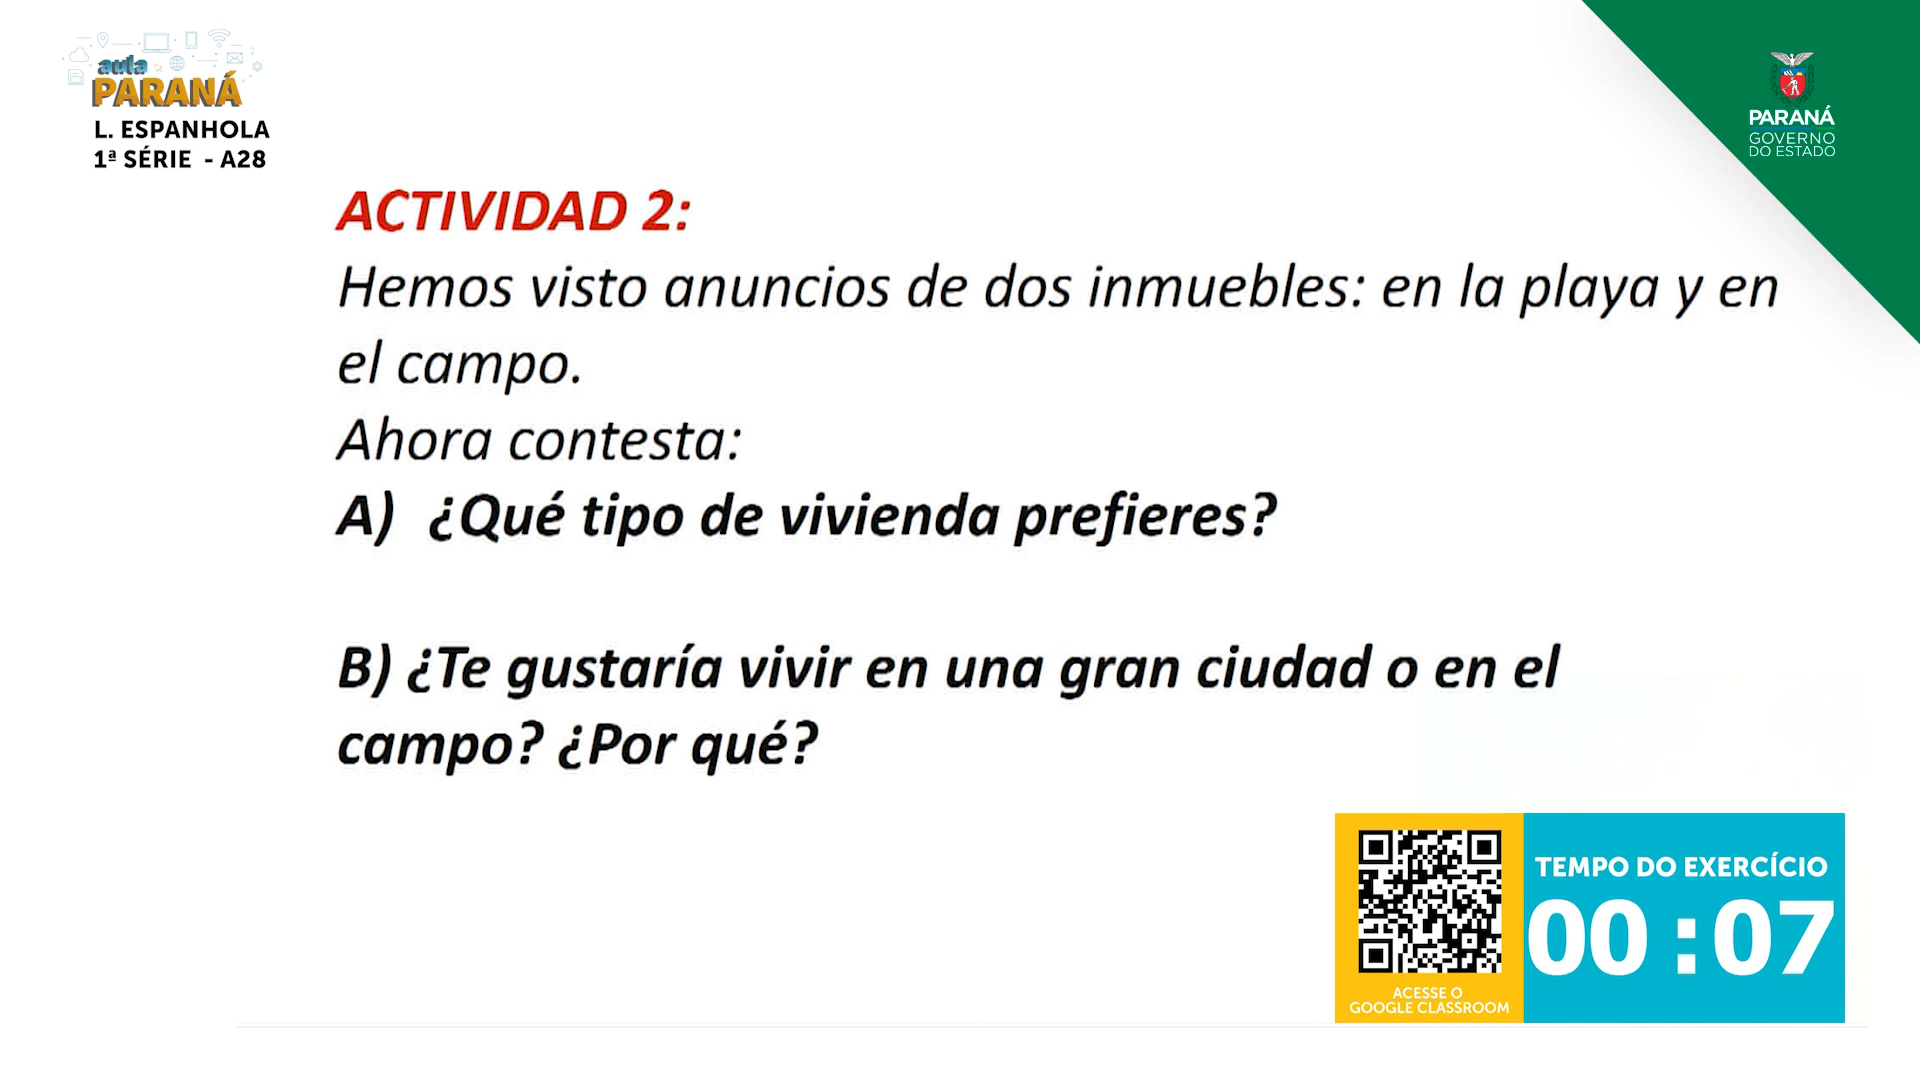 aula
PARANÁ
L. ESPANHOLA
1ª SÉRIE - A28
PARANÁ
GOVERNO
DO ESTADO
ACTIVIDAD 2:
Hemos visto anuncios de dos inmuebles: en la playa y en
el campo.
Ahora contesta:
A) ¿Qué tipo de vivienda prefieres?
B) ¿Te gustaría vivir en una gran ciudad o en el
campo? ¿Por qué?
ACESSE O
GOOGLE CLASSROOM
TEMPO DO EXERCÍCIO
00:07